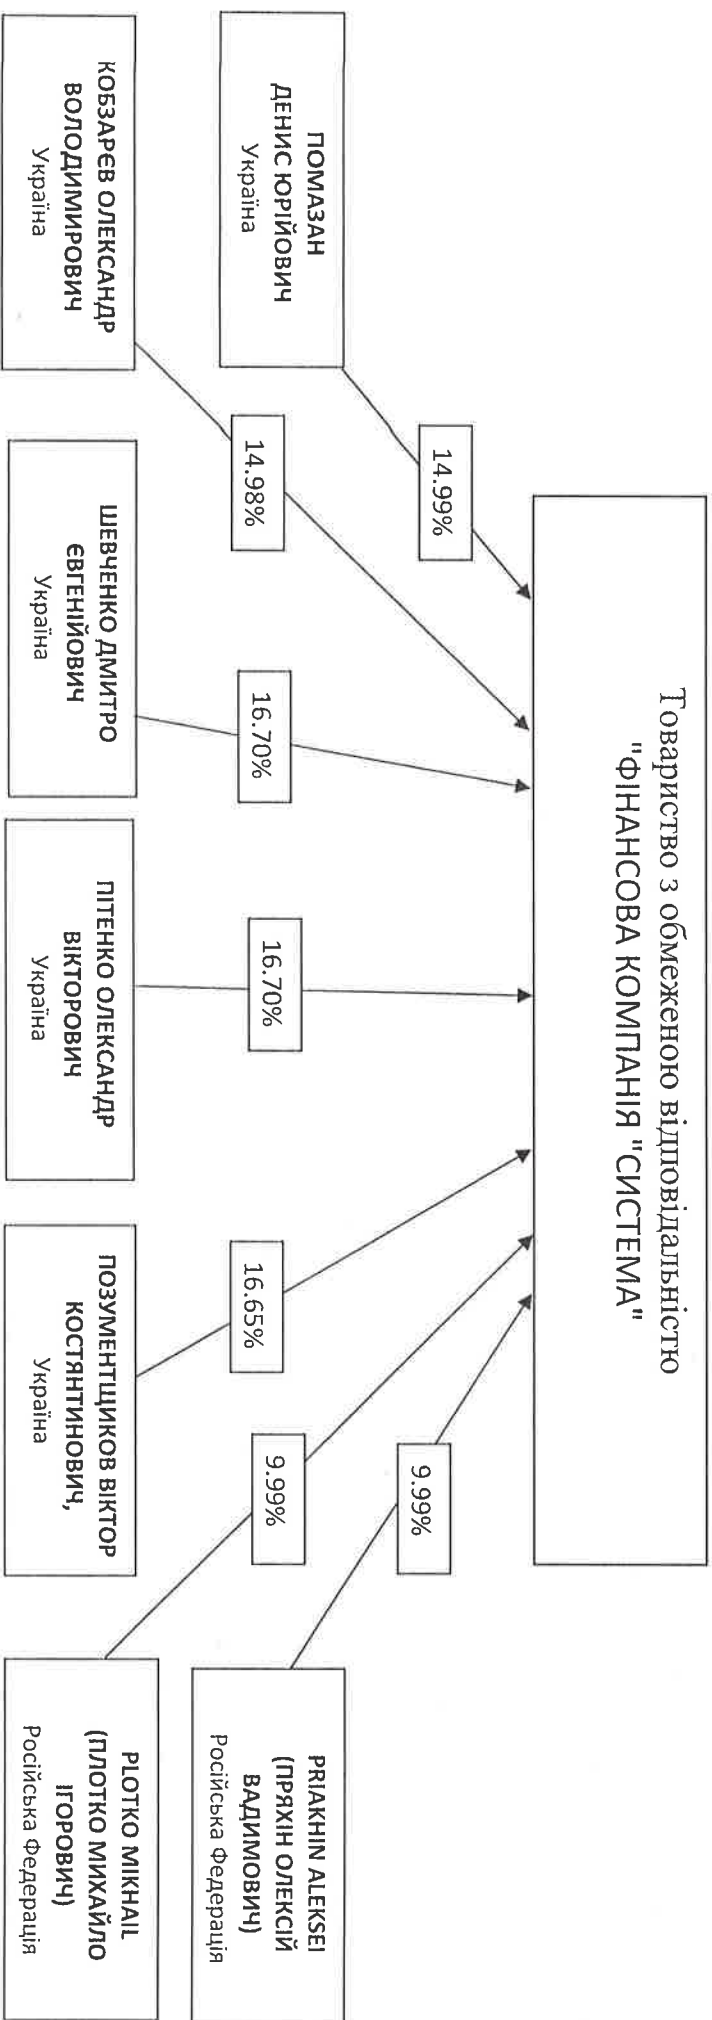 Товариство з обмеженою відповідальністю
"ФІНАНСОВА КОМПАНІЯ "СИСТЕМА"
ПОМАЗАН
ДЕНИС ЮРІЙОВИЧ
Україна
14.99%
КОБЗАРЄВ ОЛЕКСАНДР
ВОЛОДИМИРОВИЧ
Україна
14.98%
ШЕВЧЕНКО ДМИТРО
ЄВГЕНІЙОВИЧ
Україна
16.70%
ПІТЕНКО ОЛЕКСАНДР
ВІКТОРОВИЧ
Україна
16.70%
ПОЗУМЕНТЩИКОВ ВІКТОР
КОСТЯНТИНОВИЧ,
Україна
16.65%
PLOTKO MIKHAIL
(ПЛОТКО МИХАЙЛО
ІГОРОВИЧ)
Російська Федерація
9.99%
PRIAKHIN ALEKSEI
(ПРЯХІН ОЛЕКСІЙ
ВАДИМОВИЧ)
Російська Федерація
9.99%